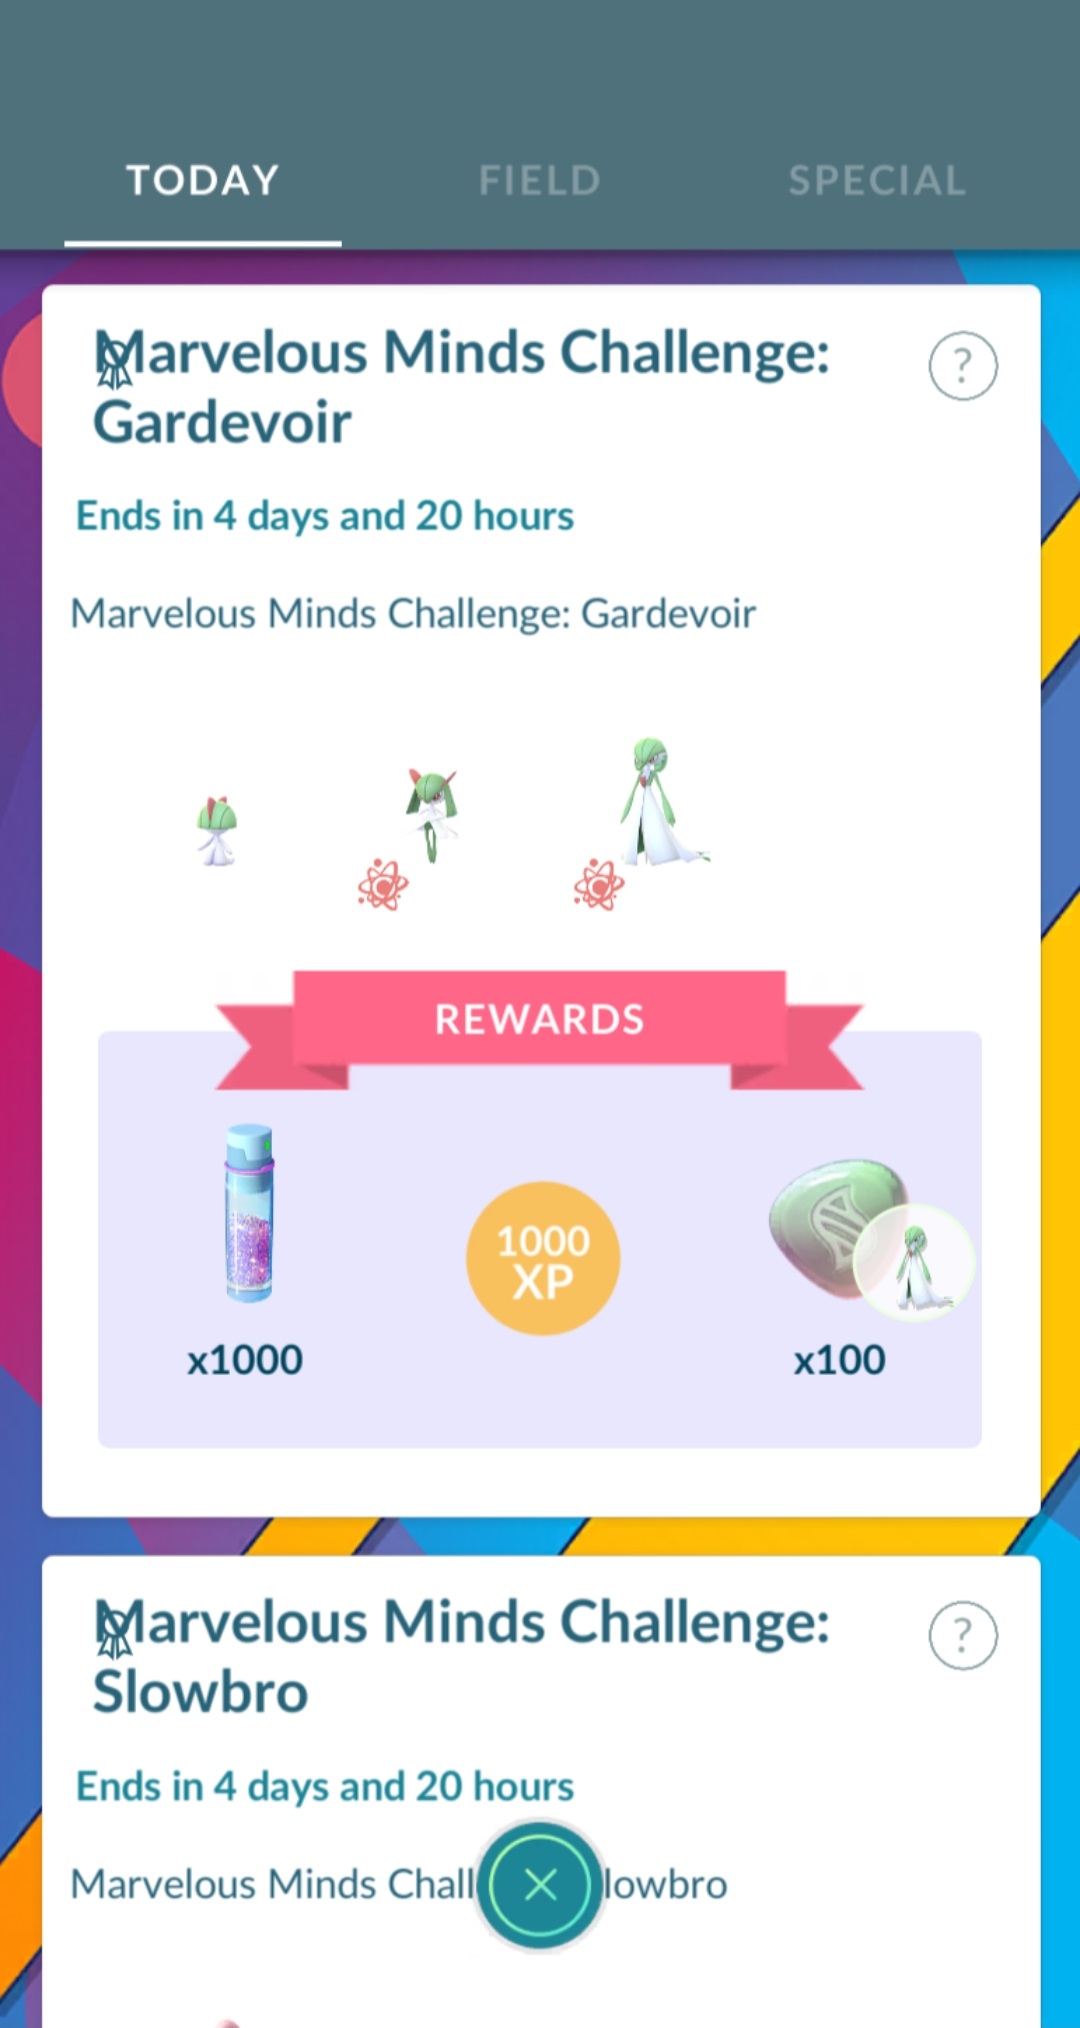 TODAY FIELD SPECIAL
Marvelous Minds Challenge:
Gardevoir
?
Ends in 4 days and 20 hours
Marvelous Minds Challenge: Gardevoir
REWARDS
1000
XP
x1000 x100
Marvelous Minds Challenge:
Slowbro
?
Ends in 4 days and 20 hours
Marvelous Minds Chall lowbro